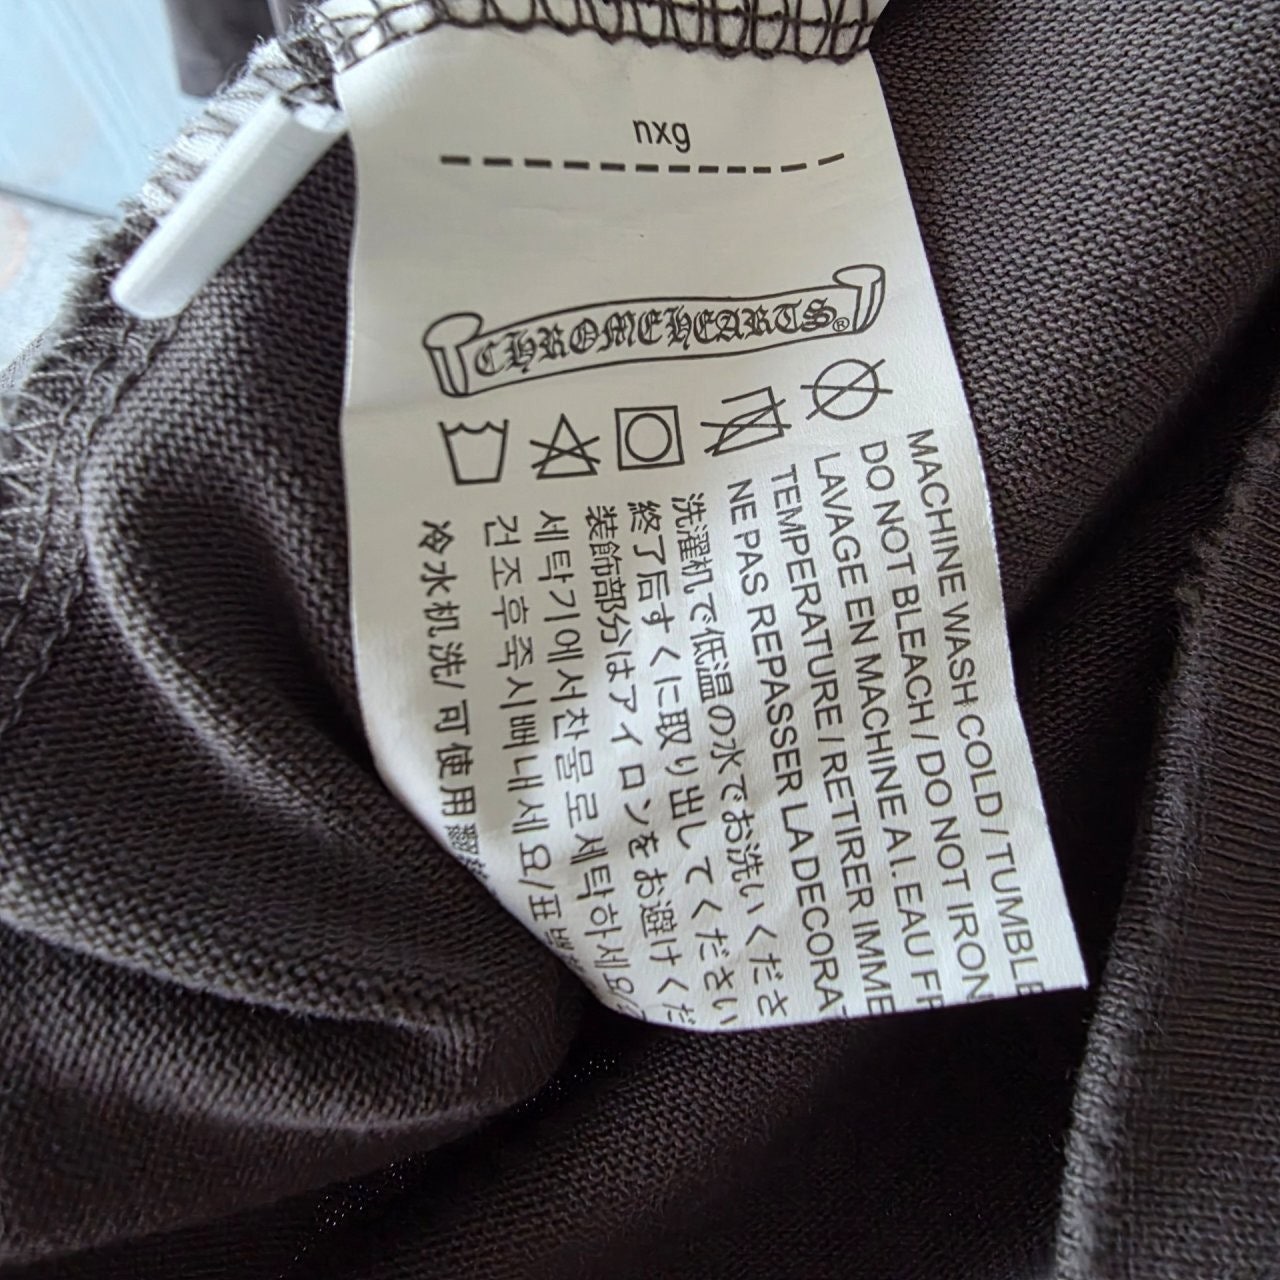 nxg
CHROMEHEARTS®
MACHINE WASH COLD / TUMBLE
DO NOT BLEACH / DO NOT IRON
LAVAGE EN MACHINE A L EAU
TEMPERATURE / RETIRER
NE PAS REPASSER LA
洗濯机で低温の水でお洗いくださ
終了后すくに取り出してください
装飾部分はアイロンをお避けくだ
세탁기에서찬물로세탁하세요
건조후즉시빼내세요/표
冷水机洗/可使用